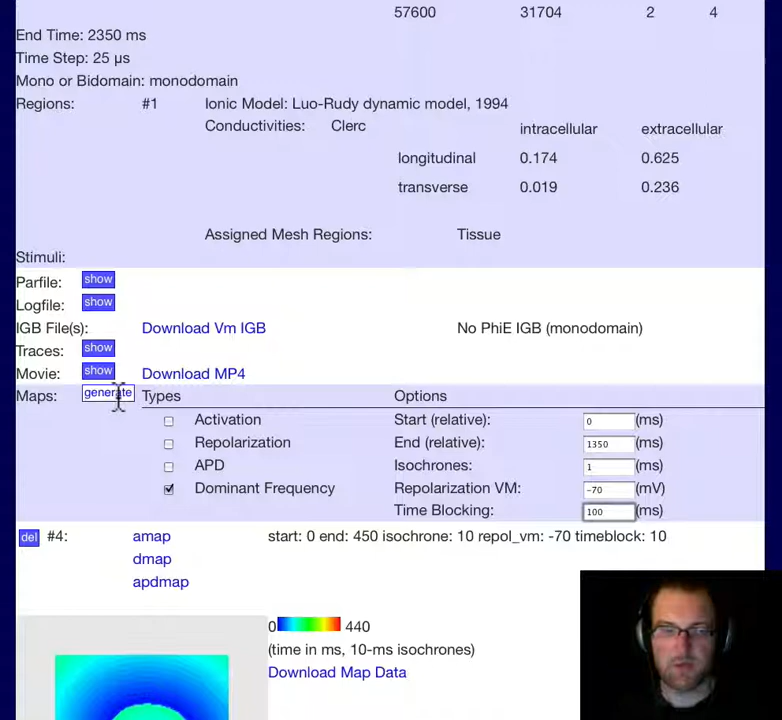 57600 31704 2 4
End Time: 2350 ms
Time Step: 25 µs
Mono or Bidomain: monodomain
Regions: #1 Ionic Model: Luo-Rudy dynamic model, 1994
Conductivities: Clerc intracellular extracellular
longitudinal 0.174 0.625
transverse 0.019 0.236
Assigned Mesh Regions: Tissue
Stimuli:
Parfile: show
Logfile: show
IGB File(s): Download Vm IGB No PhiE IGB (monodomain)
Traces: show
Movie: show Download MP4
Maps: generate Types Options
Activation Start (relative): 0 (ms)
Repolarization End (relative): 1350 (ms)
APD Isochrones: 1 (ms)
Dominant Frequency Repolarization VM: -70 (mV)
Time Blocking: 100 (ms)
del #4: amap start: 0 end: 450 isochrone: 10 repol_vm: -70 timeblock: 10
dmap
apdmap
0 440
(time in ms, 10-ms isochrones)
Download Map Data